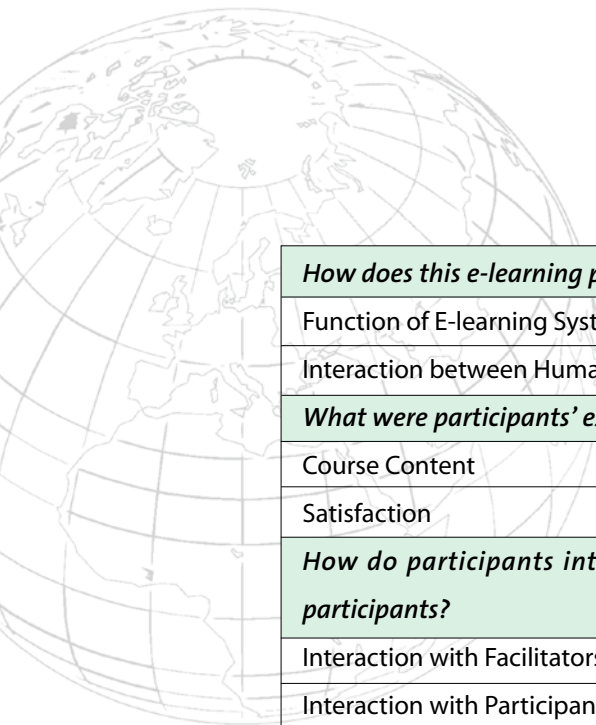 How does this e-learning p
Function of E-learning Syst
Interaction between Huma
What were participants’ e
Course Content
Satisfaction
How do participants int
participants?
Interaction with Facilitators
Interaction with Participan